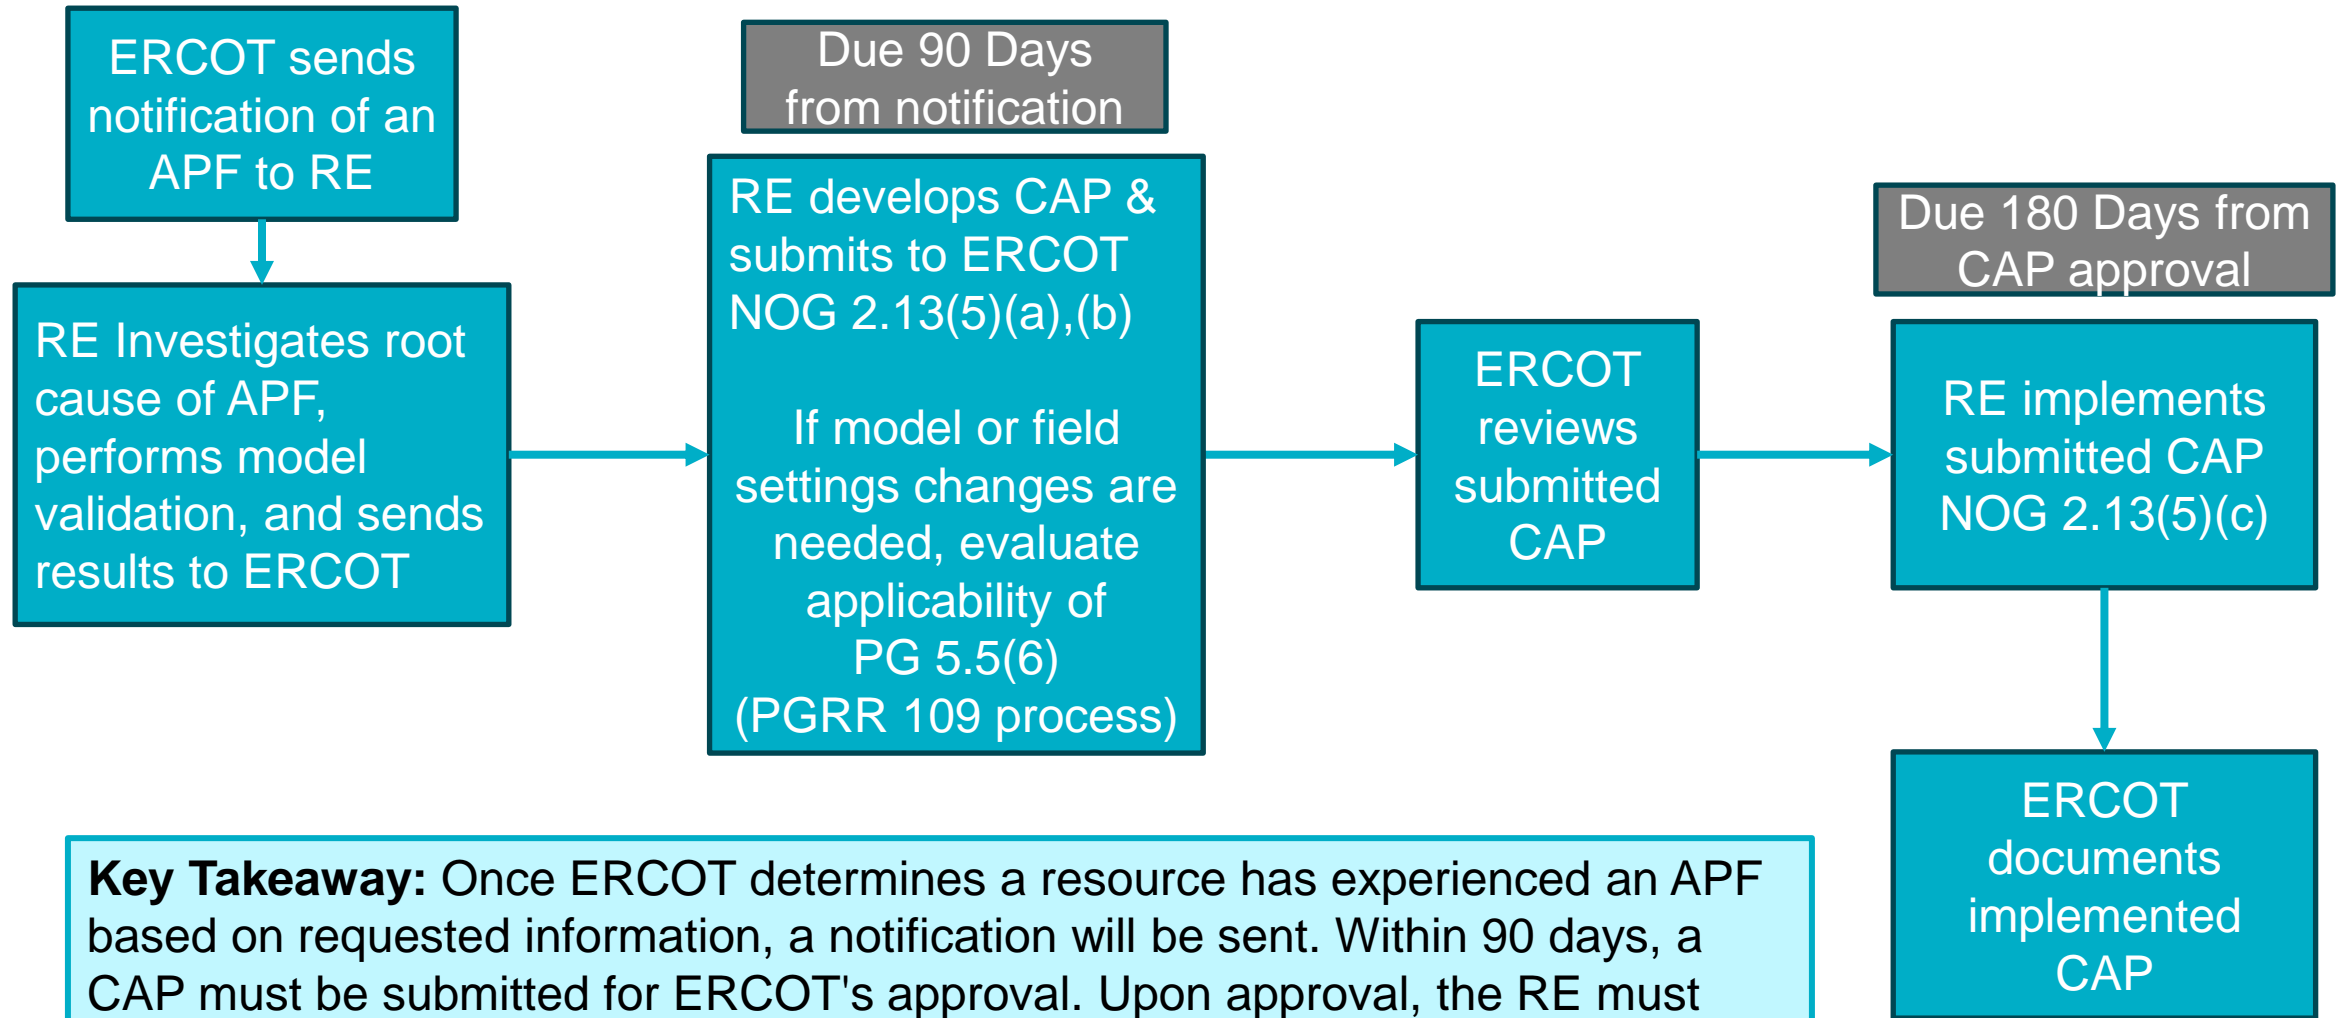 ERCOT sends
notification of an
APF to RE
RE Investigates root
cause of APF,
performs model
validation, and sends
results to ERCOT
Due 90 Days
from notification
RE develops CAP &
submits to ERCOT
NOG 2.13(5)(a),(b)
If model or field
settings changes are
needed, evaluate
applicability of
PG 5.5(6)
(PGRR 109 process)
ERCOT
reviews
submitted
CAP
Due 180 Days from
CAP approval
RE implements
submitted CAP
NOG 2.13(5)(c)
ERCOT
documents
implemented
CAP
Key Takeaway: Once ERCOT determines a resource has experienced an APF
based on requested information, a notification will be sent. Within 90 days, a
CAP must be submitted for ERCOT's approval. Upon approval, the RE must